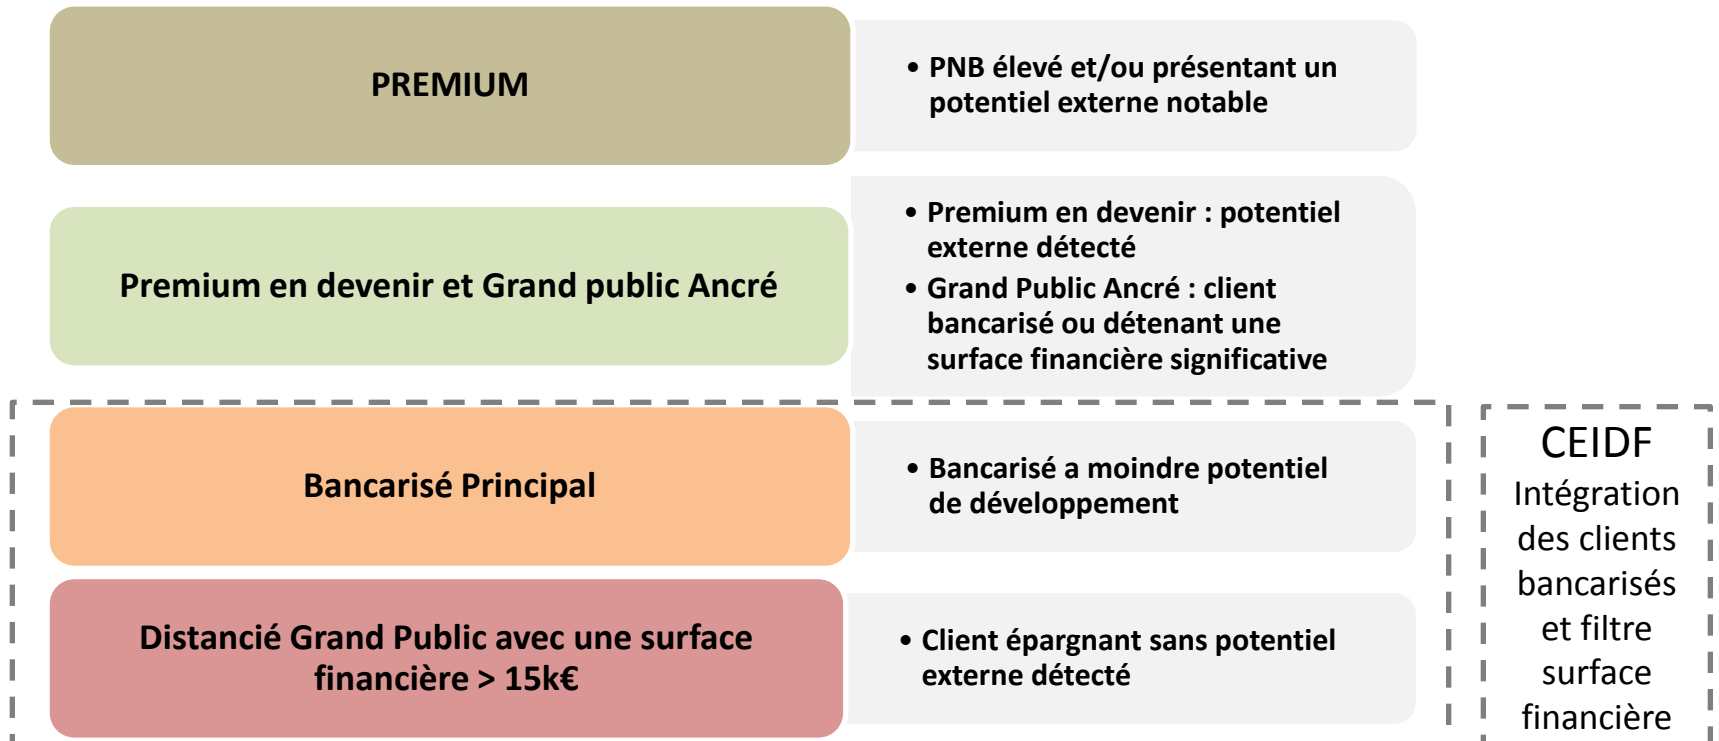 PREMIUM
• PNB élevé et/ou présentant un
potentiel externe notable
Premium en devenir et Grand public Ancré
• Premium en devenir : potentiel
externe détecté
• Grand Public Ancré : client
bancarisé ou détenant une
surface financière significative
Bancarisé Principal
• Bancarisé a moindre potentiel
de développement
Distancié Grand Public avec une surface
financière > 15k€
• Client épargnant sans potentiel
externe détecté
CEIDF
Intégration
des clients
bancarisés
et filtre
surface
financière